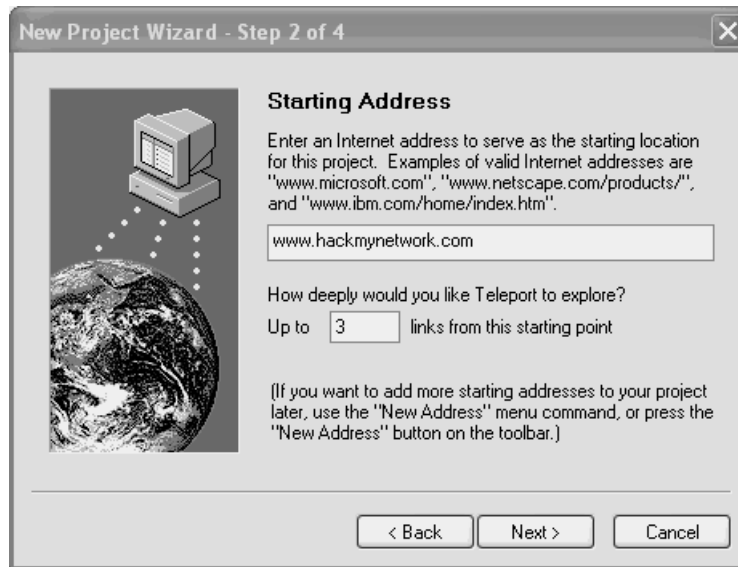 New Project Wizard - Step 2 of 4
Starting Address
Enter an Internet address to serve as the starting location
for this project.  Examples of valid Internet addresses are
"www.microsoft.com", "www.netscape.com/products/",
and "www.ibm.com/home/index.htm".
www.hackmynetwork.com
How deeply would you like Teleport to explore?
Up to 3 links from this starting point
(If you want to add more starting addresses to your project
later, use the "New Address" menu command, or press the
"New Address" button on the toolbar.)
< Back Next > Cancel